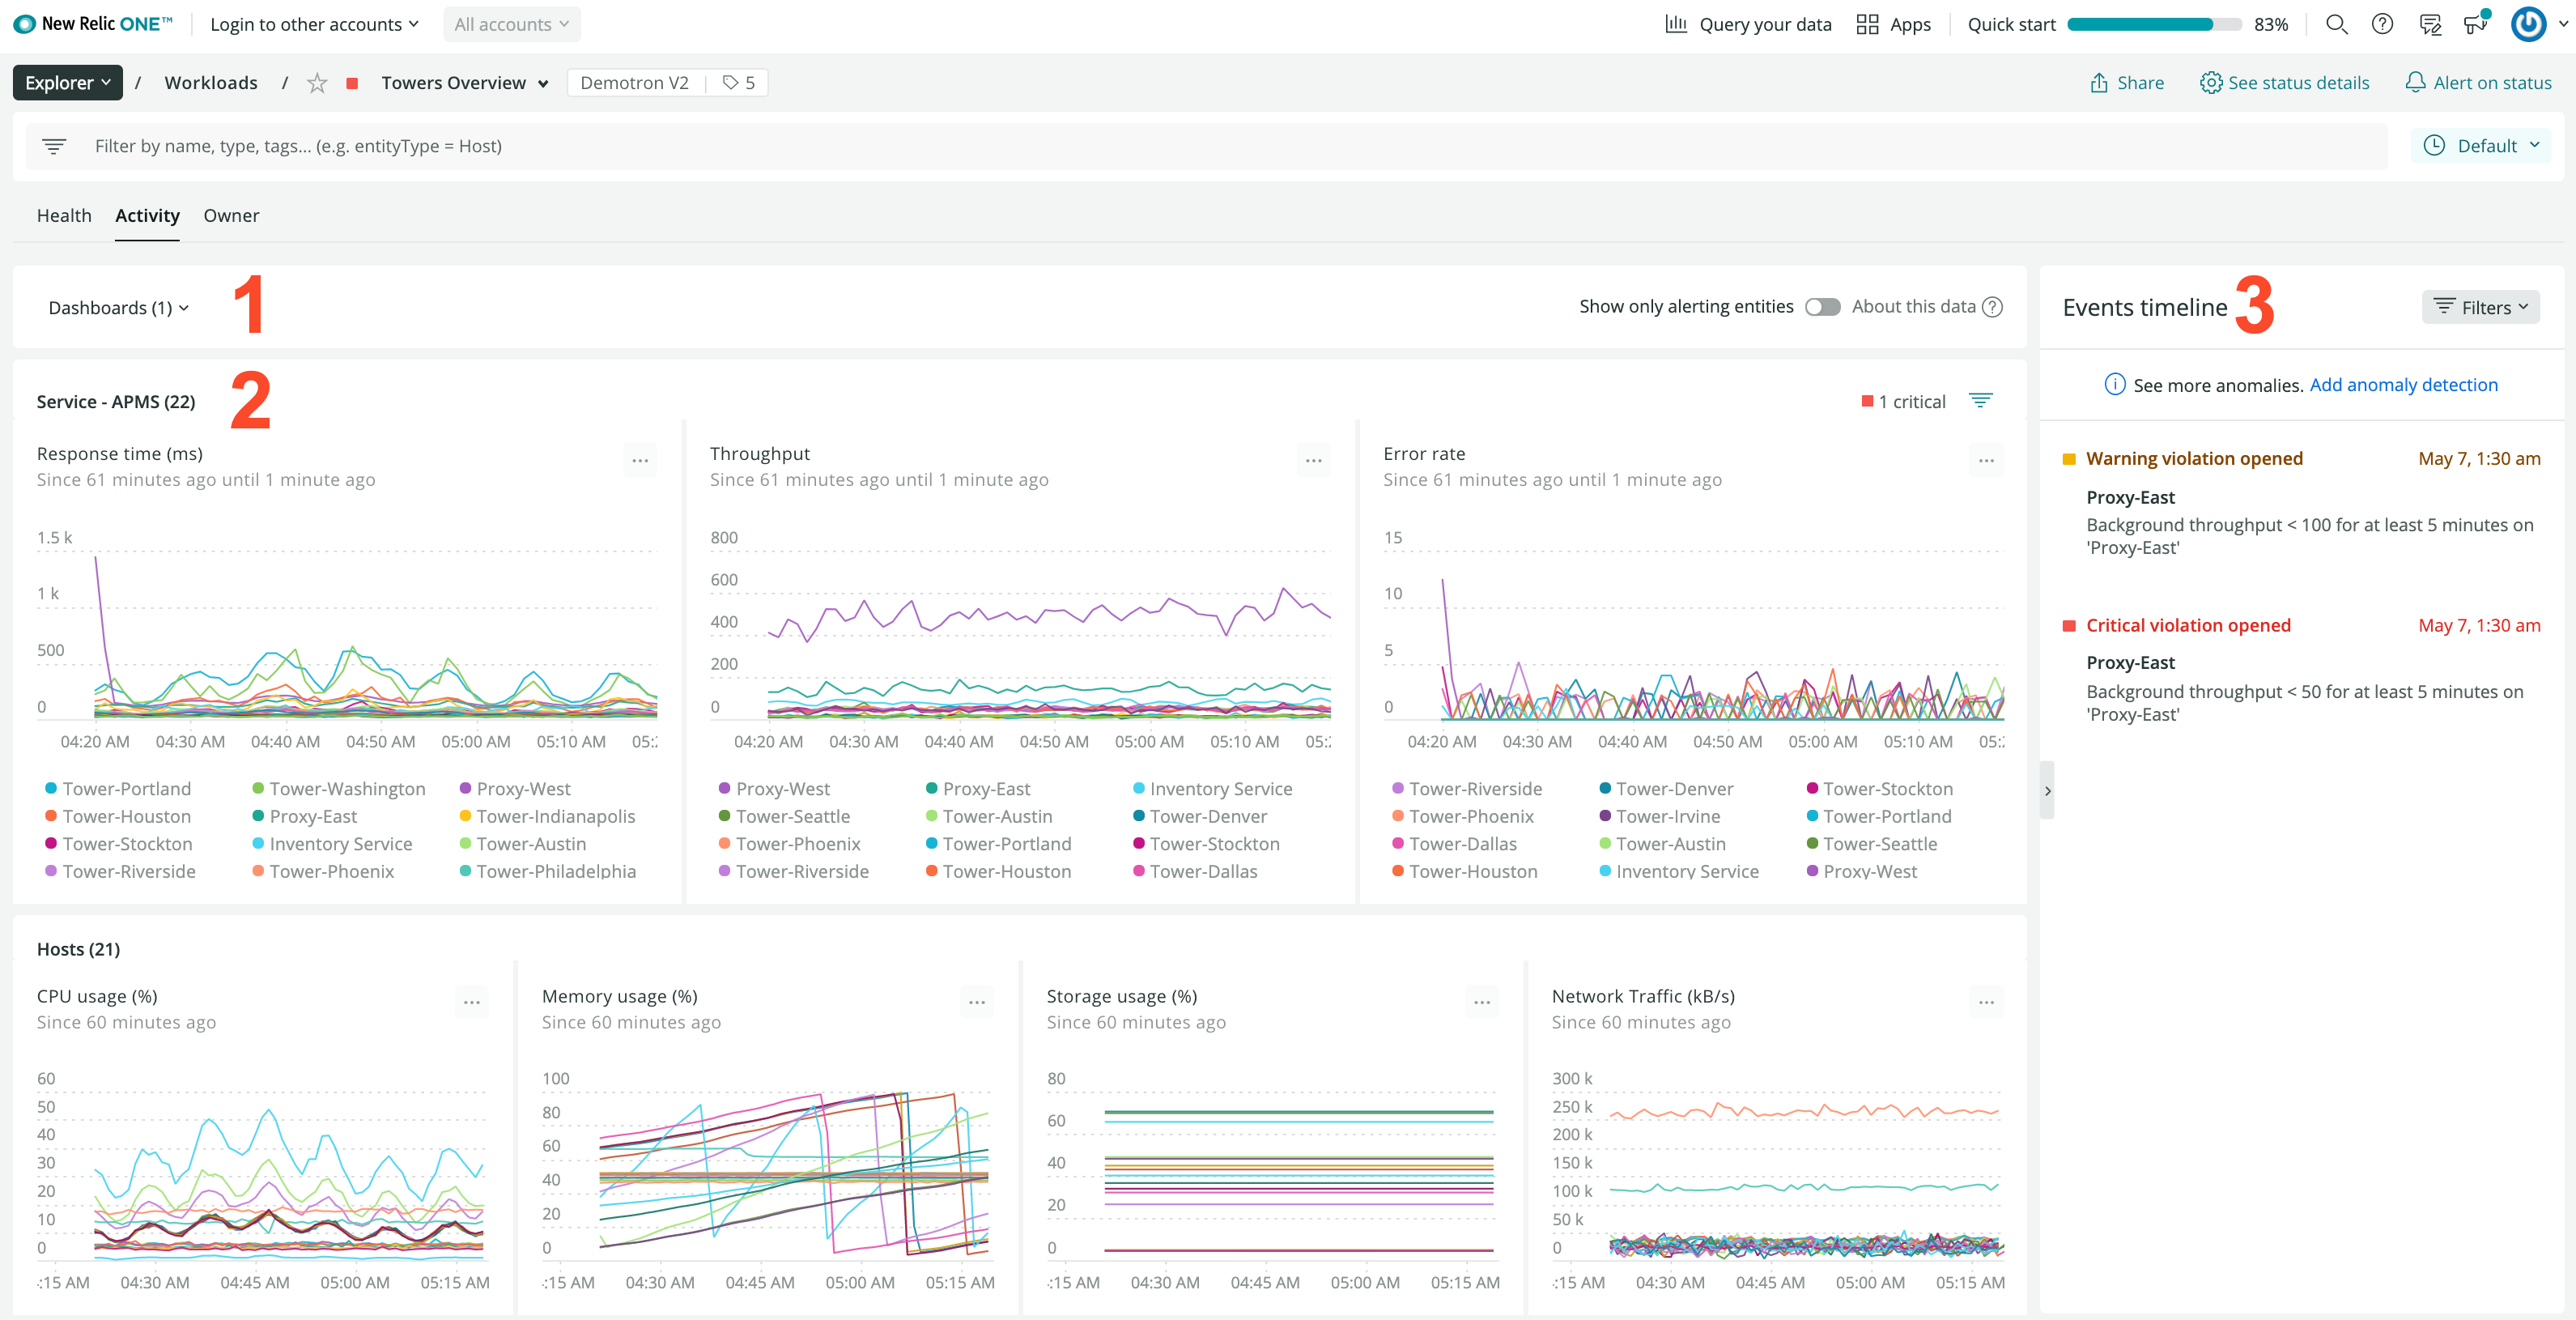 New Relic ONE™ Login to other accounts All accounts Query your data Apps Quick start 83%
Explorer / Workloads / Towers Overview Demotron V2 5 Share See status details Alert on status
Filter by name, type, tags... (e.g. entityType = Host) Default
Health Activity Owner
Dashboards (1) 1 Show only alerting entities About this data ?
Service - APMS (22) 2 1 critical
Response time (ms)
Since 61 minutes ago until 1 minute ago
1.5 k
1 k
500
0
04:20 AM 04:30 AM 04:40 AM 04:50 AM 05:00 AM 05:10 AM 05:2
Tower-Portland Tower-Washington Proxy-West
Tower-Houston Proxy-East Tower-Indianapolis
Tower-Stockton Inventory Service Tower-Austin
Tower-Riverside Tower-Phoenix Tower-Philadelphia
Throughput
Since 61 minutes ago until 1 minute ago
800
600
400
200
0
04:20 AM 04:30 AM 04:40 AM 04:50 AM 05:00 AM 05:10 AM 05:2
Proxy-West Proxy-East Inventory Service
Tower-Seattle Tower-Austin Tower-Denver
Tower-Phoenix Tower-Portland Tower-Stockton
Tower-Riverside Tower-Houston Tower-Dallas
Error rate
Since 61 minutes ago until 1 minute ago
15
10
5
0
04:20 AM 04:30 AM 04:40 AM 04:50 AM 05:00 AM 05:10 AM 05:2
Tower-Riverside Tower-Denver Tower-Stockton
Tower-Phoenix Tower-Irvine Tower-Portland
Tower-Dallas Tower-Austin Tower-Seattle
Tower-Houston Inventory Service Proxy-West
Hosts (21)
CPU usage (%)
Since 60 minutes ago
60
50
40
30
20
10
0
:15 AM 04:30 AM 04:45 AM 05:00 AM 05:15 AM
Memory usage (%)
Since 60 minutes ago
100
80
60
40
20
0
:15 AM 04:30 AM 04:45 AM 05:00 AM 05:15 AM
Storage usage (%)
Since 60 minutes ago
80
60
40
20
0
:15 AM 04:30 AM 04:45 AM 05:00 AM 05:15 AM
Network Traffic (kB/s)
Since 60 minutes ago
300 k
250 k
200 k
150 k
100 k
50 k
0
:15 AM 04:30 AM 04:45 AM 05:00 AM 05:15 AM
Events timeline 3 Filters
See more anomalies. Add anomaly detection
Warning violation opened May 7, 1:30 am
Proxy-East
Background throughput < 100 for at least 5 minutes on
'Proxy-East'
Critical violation opened May 7, 1:30 am
Proxy-East
Background throughput < 50 for at least 5 minutes on
'Proxy-East'